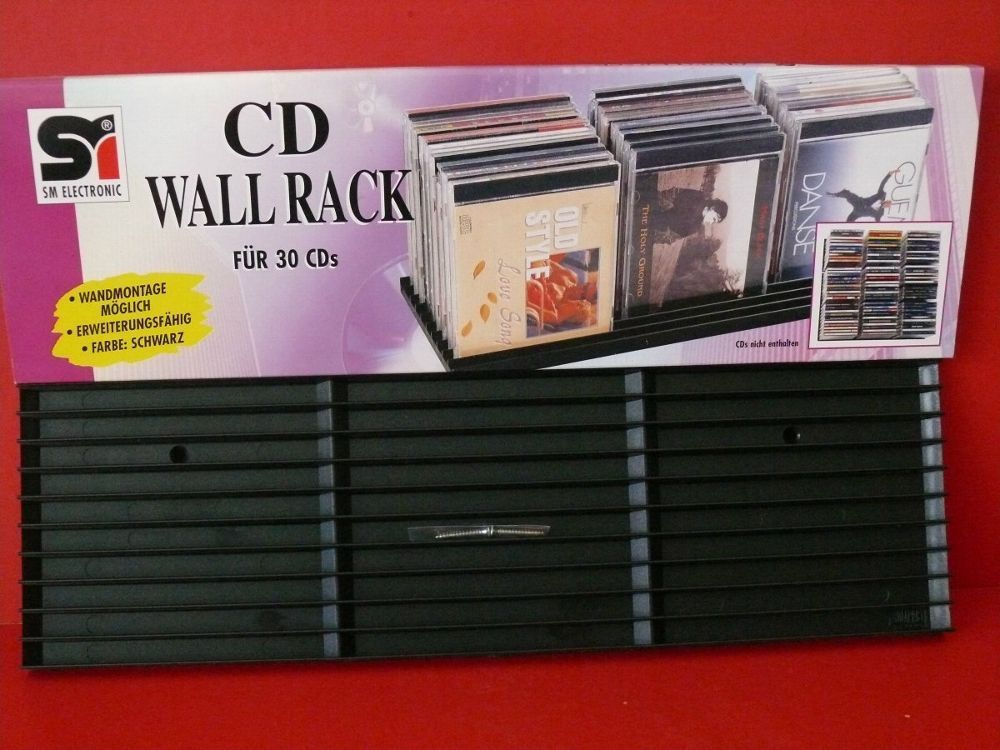 SM ELECTRONIC
®
CD
WALL RACK
FÜR 30 CDs
• WANDMONTAGE
MÖGLICH
• ERWEITERUNGSFÄHIG
• FARBE: SCHWARZ
OLD
STYLE
Love Song
THE HOLY GROUND
DANSE
CDs nicht enthalten